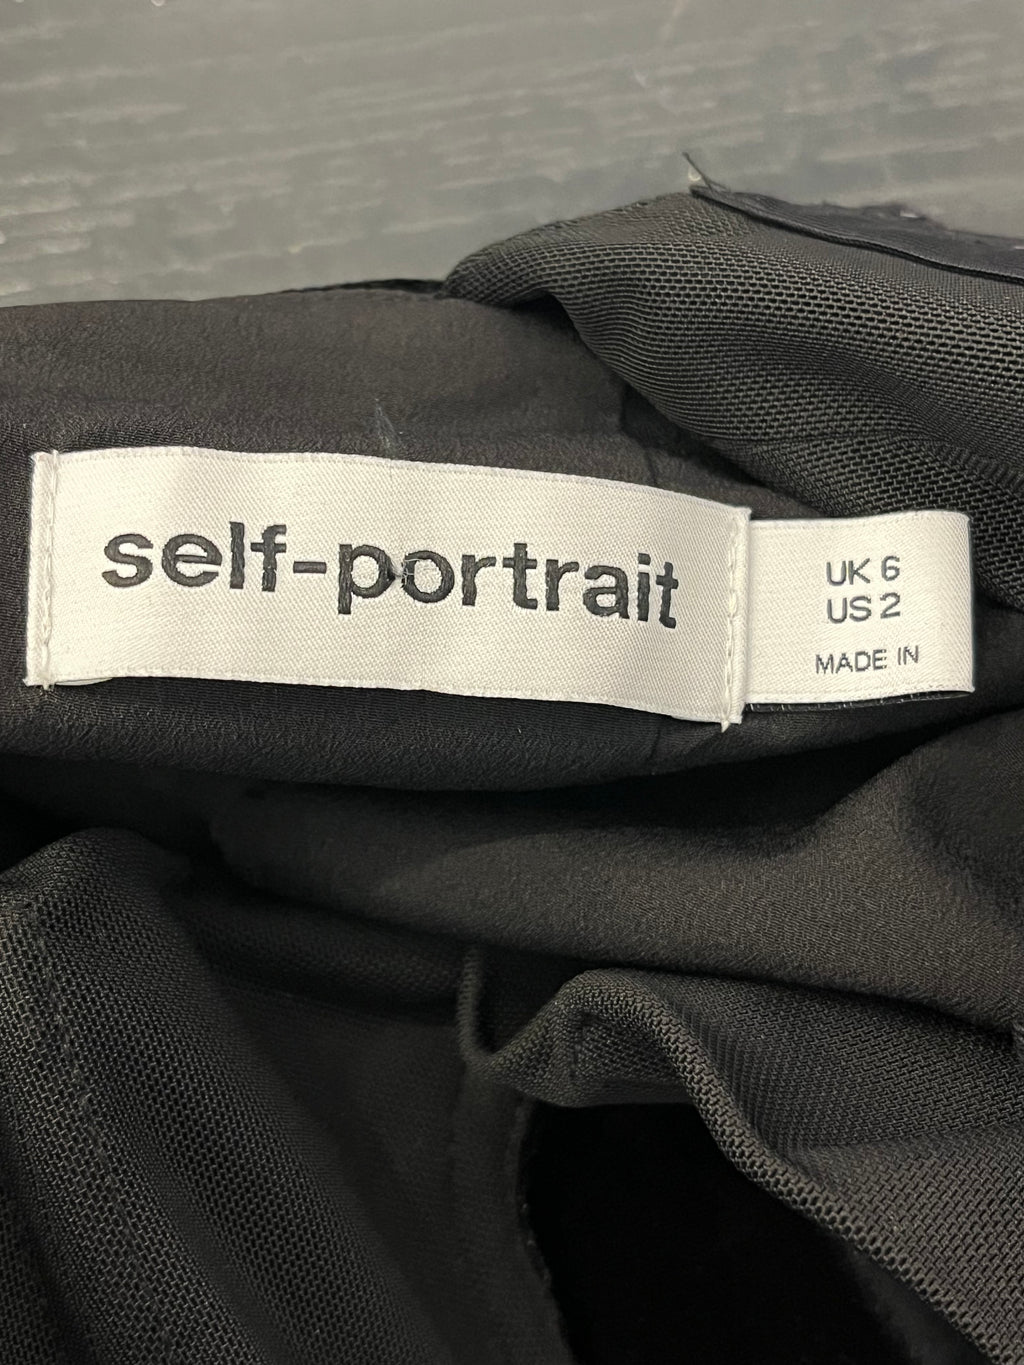 self-portrait
UK 6
US 2
MADE IN